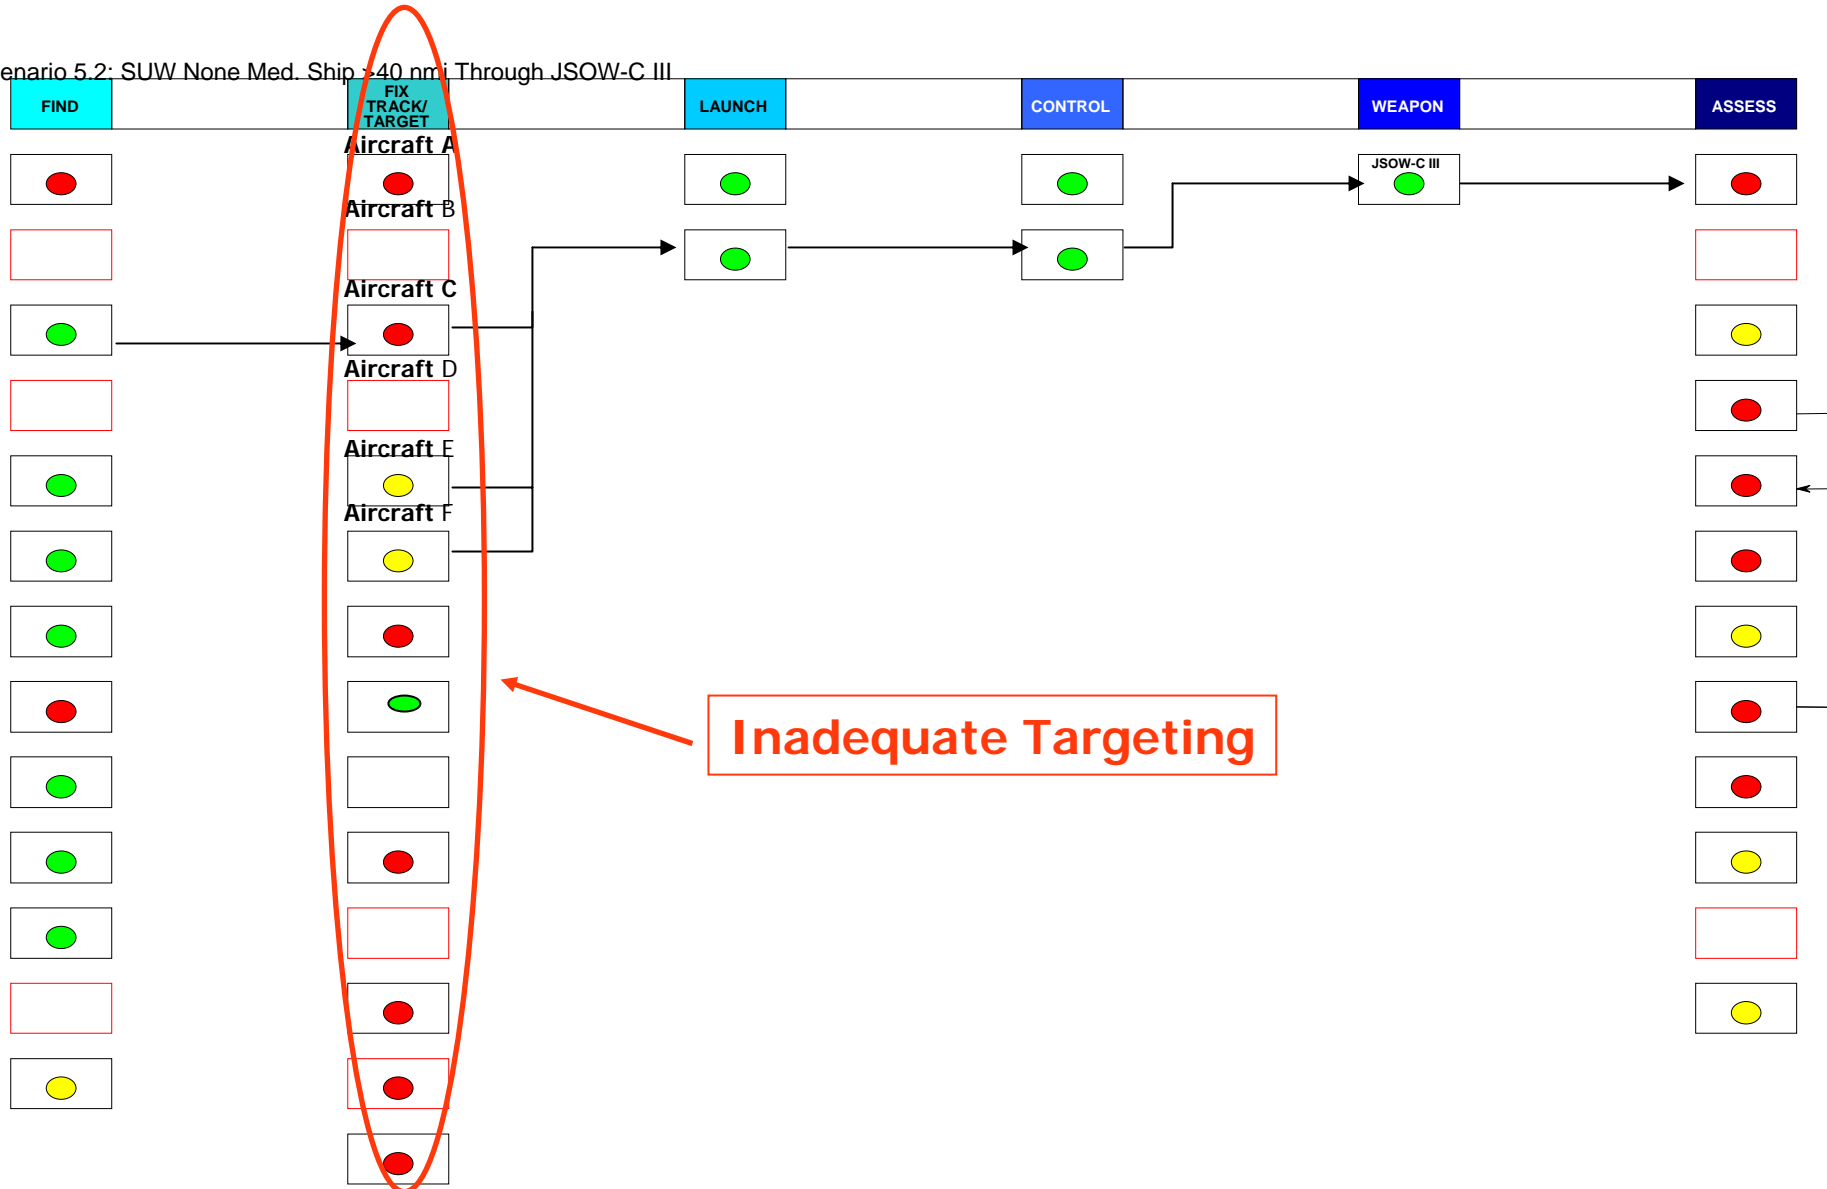 enario 5.2: SUW None Med. Ship >40 nmi Through JSOW-C III
FIND
FIX
TRACK/
TARGET
LAUNCH
CONTROL
WEAPON
ASSESS
Aircraft A
JSOW-C III
Aircraft B
Aircraft C
Aircraft D
Aircraft E
Aircraft F
Inadequate Targeting